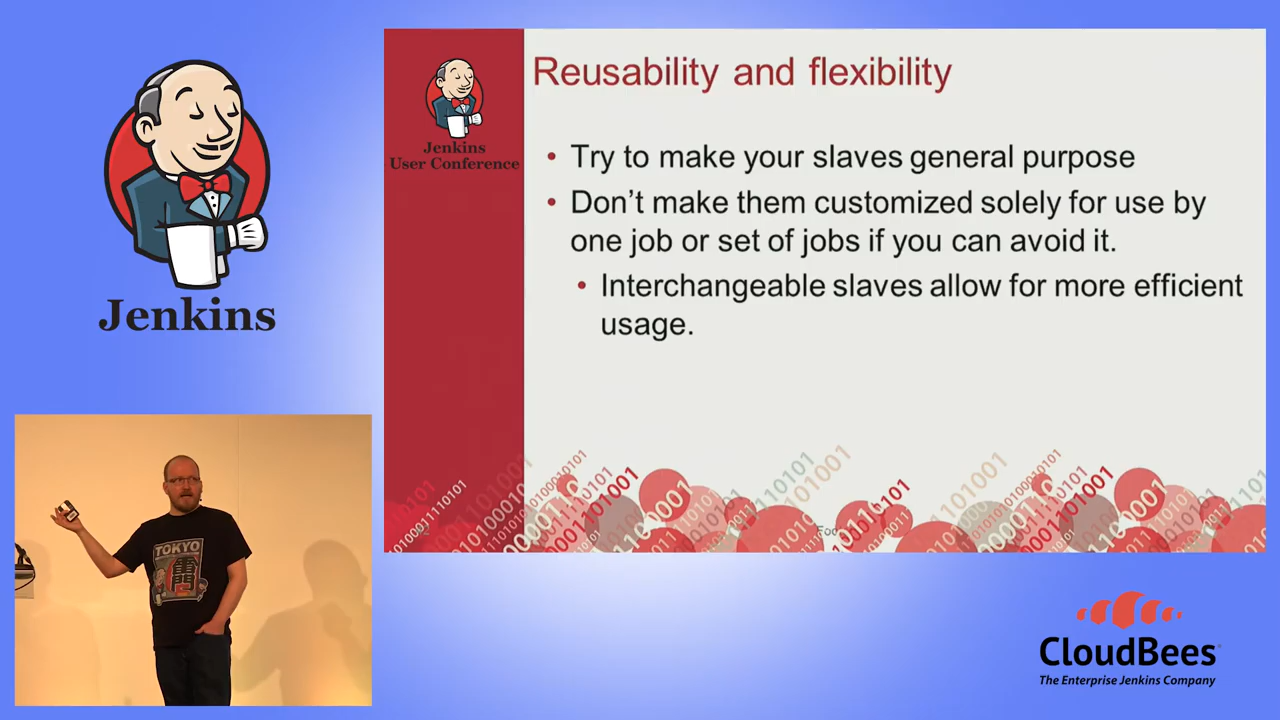 Jenkins
Jenkins
User Conference
Reusability and flexibility
• Try to make your slaves general purpose
• Don’t make them customized solely for use by
one job or set of jobs if you can avoid it.
• Interchangeable slaves allow for more efficient
usage.
TOKYO
CloudBees
The Enterprise Jenkins Company